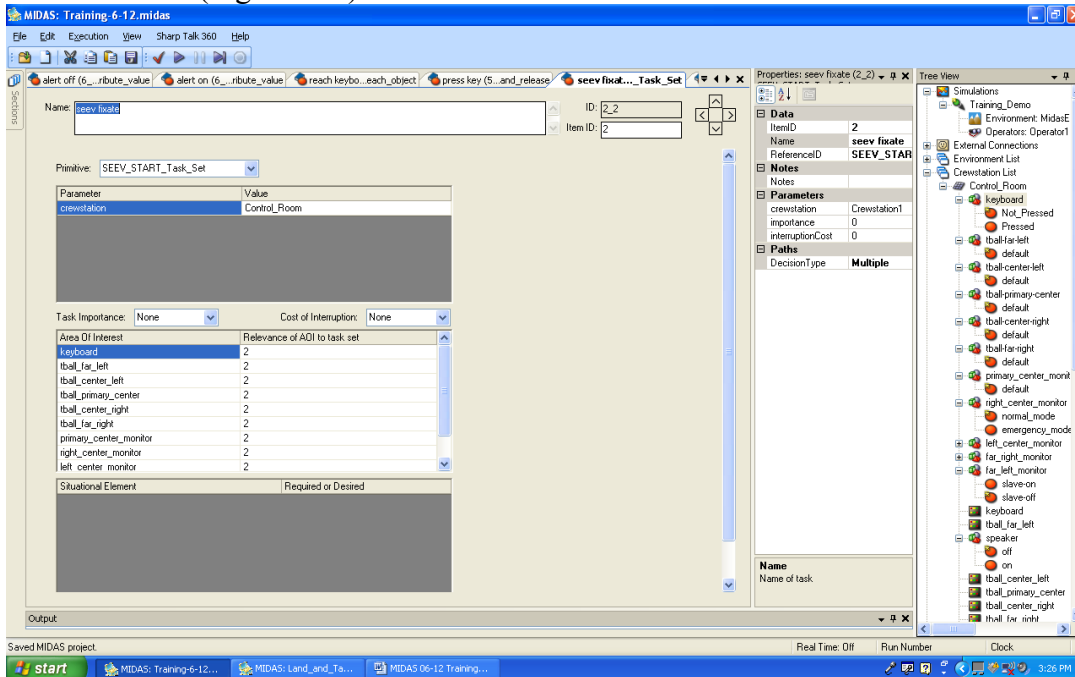 MIDAS: Training-6-12.midas
File Edit Execution View Sharp Talk 360 Help
alert off (6_...ribute_value) alert on (6_...ribute_value) reach keybo...each_object press key (5...and_release seev fixat..._Task_Set
Sections
Name: seev fixate
ID: 2_2
Item ID: 2
Primitive: SEEV_START_Task_Set
Parameter Value
crewstation Control_Room
Task Importance: None Cost of Interruption: None
Area Of Interest Relevance of AOI to task set
keyboard 2
tball_far_left 2
tball_center_left 2
tball_primary_center 2
tball_center_right 2
tball_far_right 2
primary_center_monitor 2
right_center_monitor 2
left_center_monitor 2
Situational Element Required or Desired
Output
Properties: seev fixate (2_2)
Data
ItemID 2
Name seev fixate
ReferenceID SEEV_STAR
Notes
Notes
Parameters
crewstation Crewstation1
importance 0
interruptionCost 0
Paths
DecisionType Multiple
Name
Name of task
Tree View
Simulations
Training_Demo
Environment: MidasE
Operators: Operator1
External Connections
Environment List
Crewstation List
Control_Room
keyboard
Not_Pressed
Pressed
tball-far-left
default
tball-center-left
default
tball-primary-center
default
tball-center-right
default
tball-far-right
default
primary_center_monit
default
right_center_monitor
normal_mode
emergency_mode
left_center_monitor
far_right_monitor
far_left_monitor
slave-on
slave-off
keyboard
tball_far_left
speaker
off
on
tball_center_left
tball_primary_center
tball_center_right
tball_far_right
Saved MIDAS project. Real Time: Off Run Number Clock
start MIDAS: Training-6-12... MIDAS: Land_and_Ta... MIDAS 06-12 Training... 3:26 PM